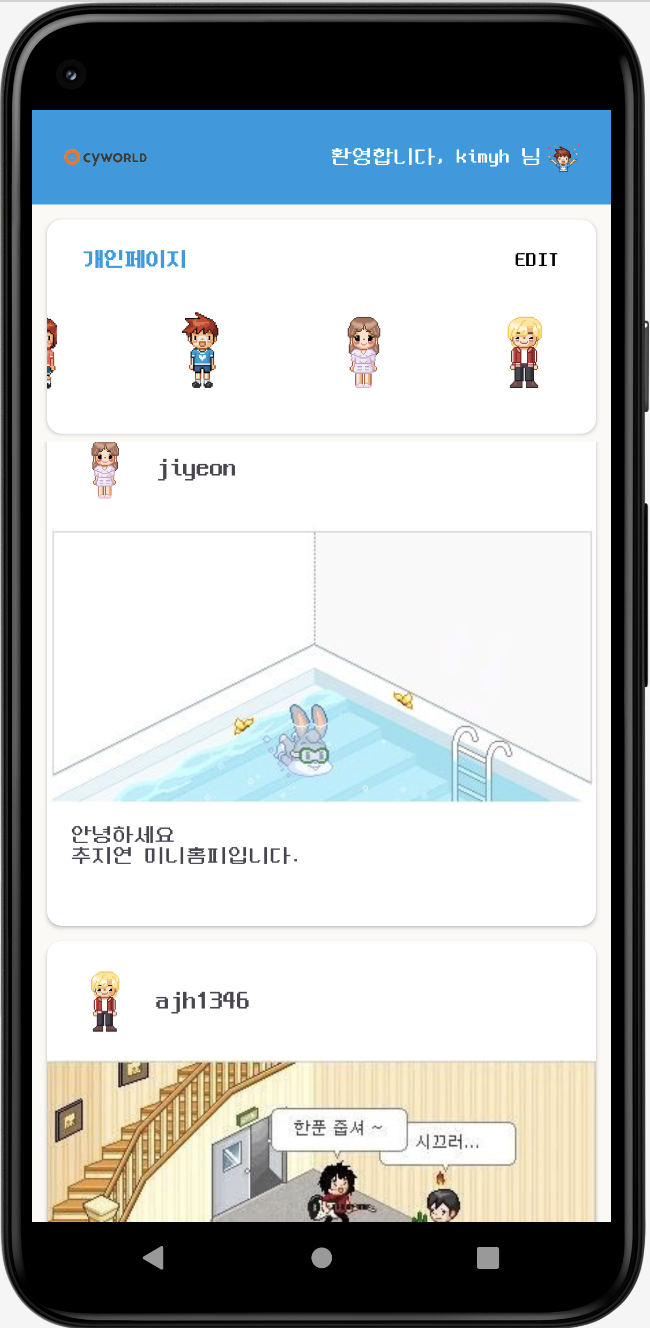 CYWORLD
환영합니다, kimyh 님
개인페이지
EDIT
jiyeon
안녕하세요
추지연 미니홈피입니다.
ajh1346
한푼 줍셔 ~
시끄러...